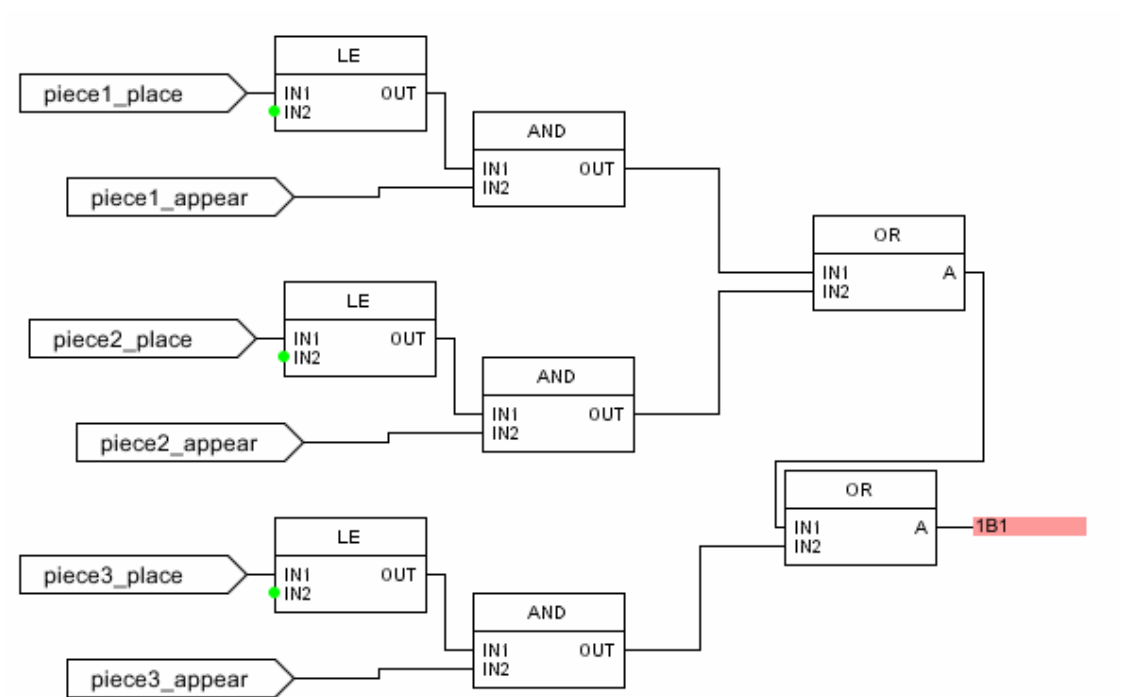 LE
piece1_place
IN1 OUT
IN2
AND
IN1 OUT
IN2
piece1_appear
OR
IN1 A
IN2
LE
piece2_place
IN1 OUT
IN2
AND
IN1 OUT
IN2
piece2_appear
OR
IN1 A
IN2
1B1
LE
piece3_place
IN1 OUT
IN2
AND
IN1 OUT
IN2
piece3_appear